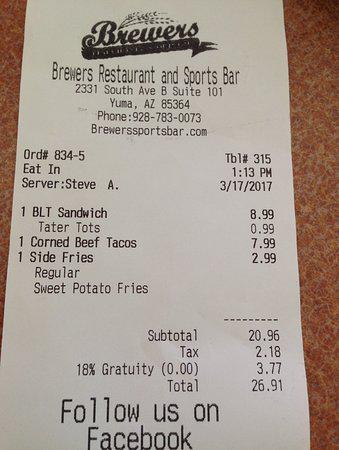 Brewers
Brewers Restaurant and Sports Bar
2331 South Ave B Suite 101
Yuma, AZ 85364
Phone:928-783-0073
Brewerssportsbar.com
Ord# 834-5 Tbl# 315
Eat In 1:13 PM
Server:Steve A. 3/17/2017
1 BLT Sandwich 8.99
Tater Tots 0.99
1 Corned Beef Tacos 7.99
1 Side Fries 2.99
Regular
Sweet Potato Fries
---------
Subtotal 20.96
Tax 2.18
18% Gratuity (0.00) 3.77
Total 26.91
Follow us on
Facebook